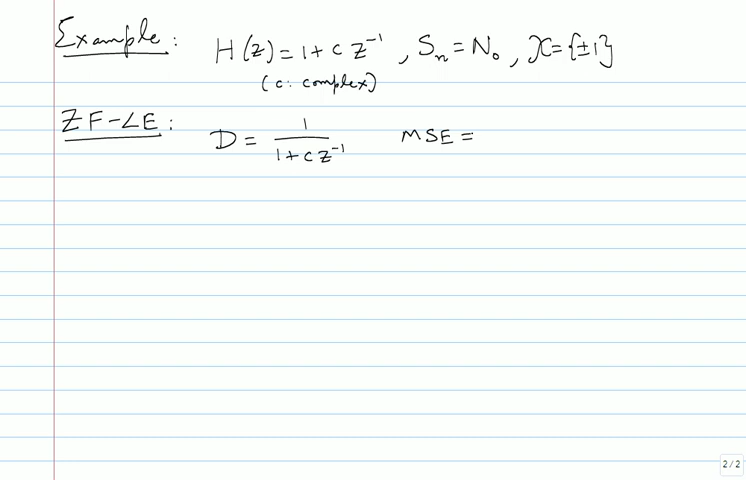 Example: H(z) = 1 + c z⁻¹, Sₙ = N₀, X = {±1}
(c: complex)
ZF-LE: D = 1 / (1 + c z⁻¹) MSE =
2 / 2